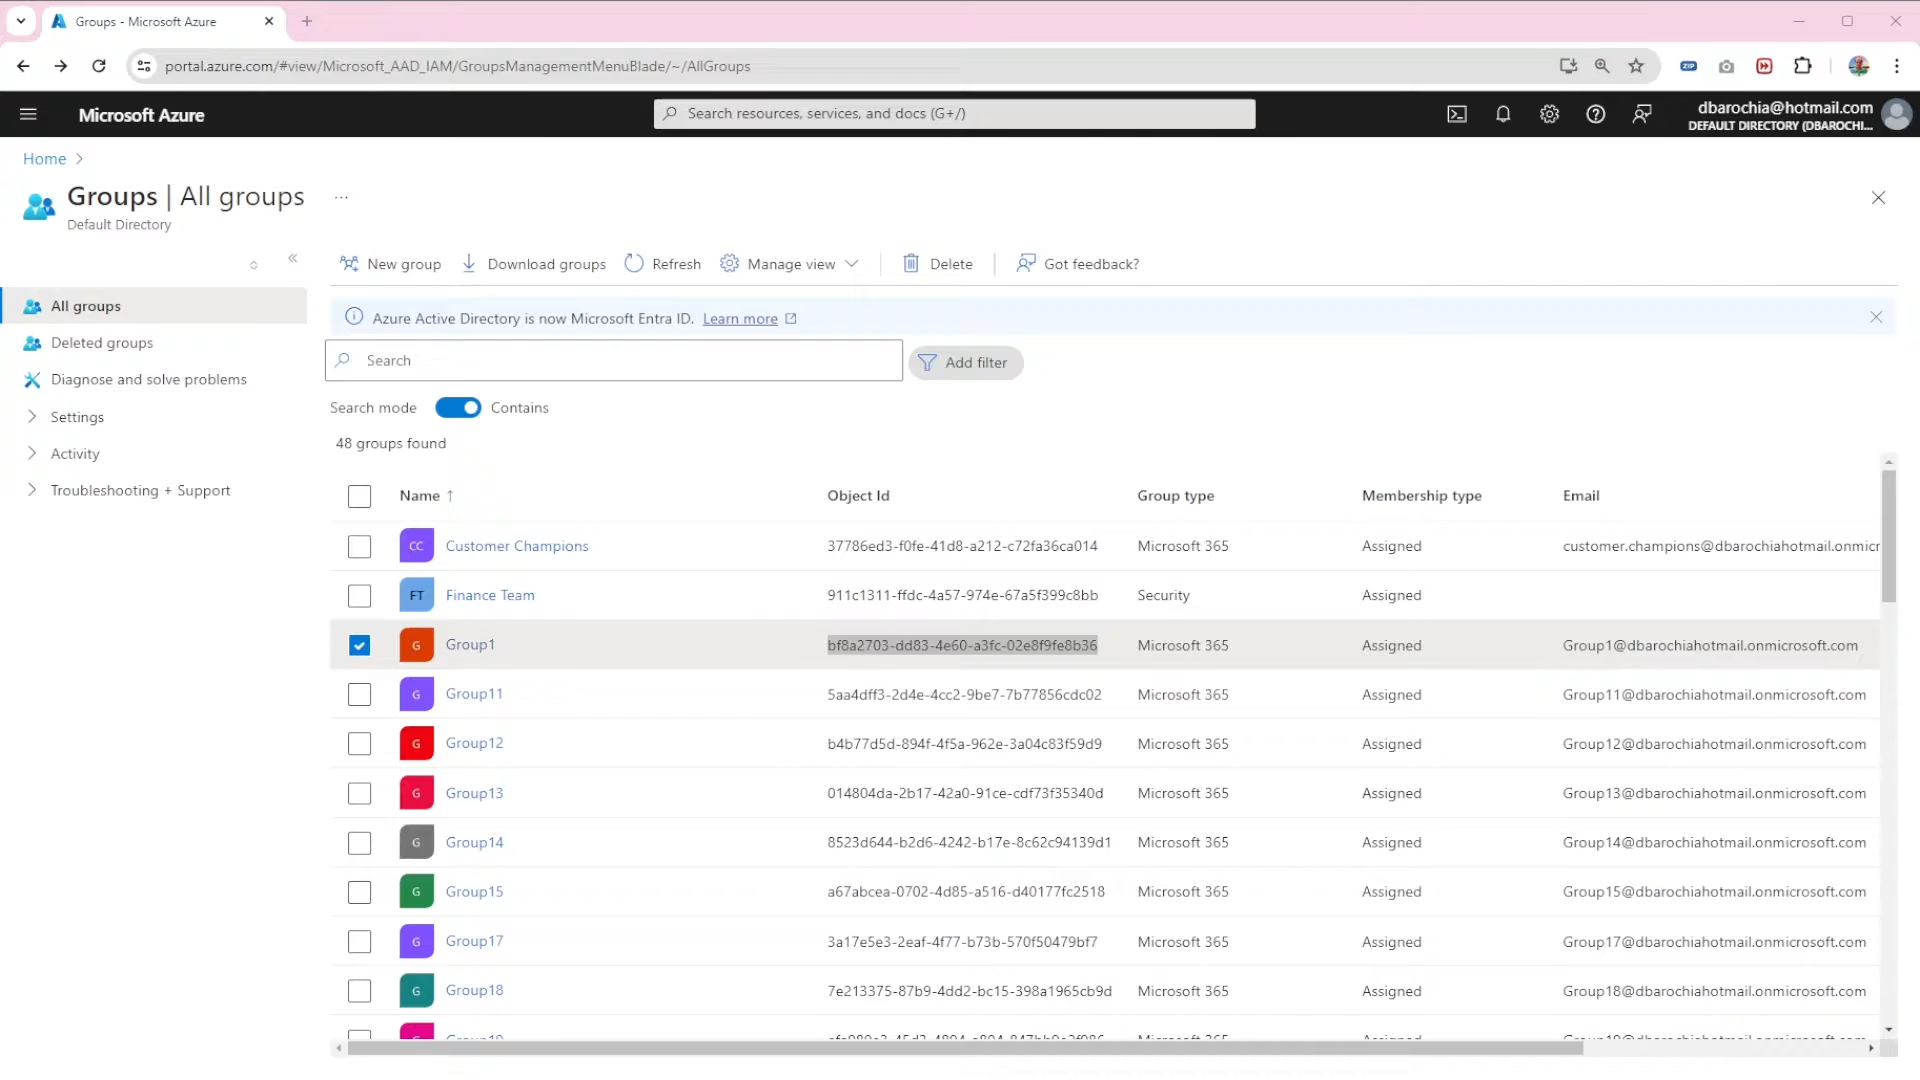 Groups - Microsoft Azure
portal.azure.com/#view/Microsoft_AAD_IAM/GroupsManagementMenuBlade/~/AllGroups
ZIP
Microsoft Azure
Search resources, services, and docs (G+/)
dbarochia@hotmail.com
DEFAULT DIRECTORY (DBAROCHI...
Home
Groups | All groups
...
Default Directory
New group
Download groups
Refresh
Manage view
Delete
Got feedback?
All groups
Deleted groups
Diagnose and solve problems
Settings
Activity
Troubleshooting + Support
Azure Active Directory is now Microsoft Entra ID. Learn more
Search
Add filter
Search mode
Contains
48 groups found
Name ↑ Object Id Group type Membership type Email
CC Customer Champions 37786ed3-f0fe-41d8-a212-c72fa36ca014 Microsoft 365 Assigned customer.champions@dbarochiahotmail.onmicr
FT Finance Team 911c1311-ffdc-4a57-974e-67a5f399c8bb Security Assigned
G Group1 bf8a2703-dd83-4e60-a3fc-02e8f9fe8b36 Microsoft 365 Assigned Group1@dbarochiahotmail.onmicrosoft.com
G Group11 5aa4dff3-2d4e-4cc2-9be7-7b77856cdc02 Microsoft 365 Assigned Group11@dbarochiahotmail.onmicrosoft.com
G Group12 b4b77d5d-894f-4f5a-962e-3a04c83f59d9 Microsoft 365 Assigned Group12@dbarochiahotmail.onmicrosoft.com
G Group13 014804da-2b17-42a0-91ce-cdf73f35340d Microsoft 365 Assigned Group13@dbarochiahotmail.onmicrosoft.com
G Group14 8523d644-b2d6-4242-b17e-8c62c94139d1 Microsoft 365 Assigned Group14@dbarochiahotmail.onmicrosoft.com
G Group15 a67abcea-0702-4d85-a516-d40177fc2518 Microsoft 365 Assigned Group15@dbarochiahotmail.onmicrosoft.com
G Group17 3a17e5e3-2eaf-4f77-b73b-570f50479bf7 Microsoft 365 Assigned Group17@dbarochiahotmail.onmicrosoft.com
G Group18 7e213375-87b9-4dd2-bc15-398a1965cb9d Microsoft 365 Assigned Group18@dbarochiahotmail.onmicrosoft.com